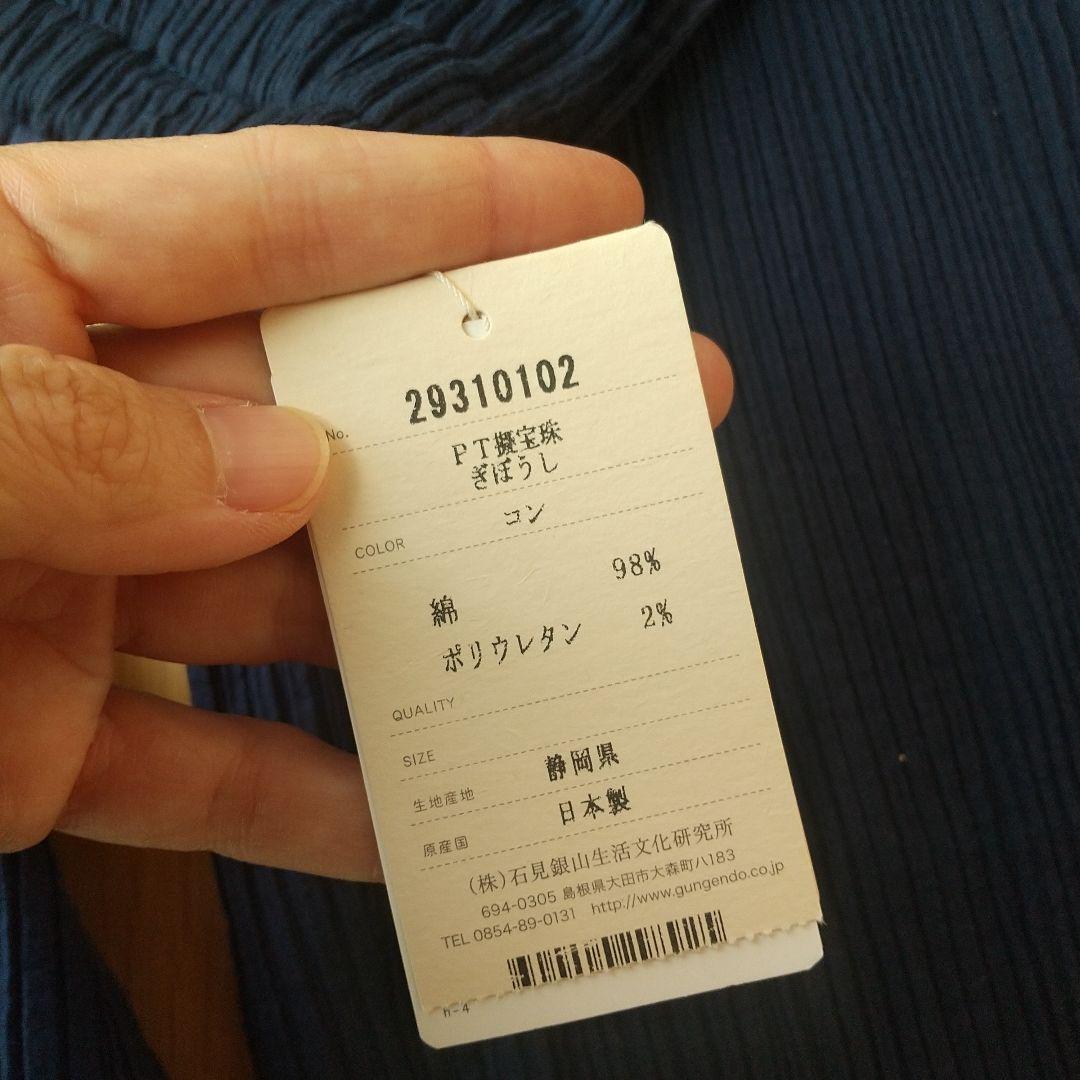 29310102
No.
PT擬宝珠
ぎぼうし
コン
COLOR
綿 98%
ポリウレタン 2%
QUALITY
SIZE
生地産地 静岡県
原産国 日本製
(株)石見銀山生活文化研究所
694-0305 島根県大田市大森町ハ183
TEL 0854-89-0131 http://www.gungendo.co.jp
h-4